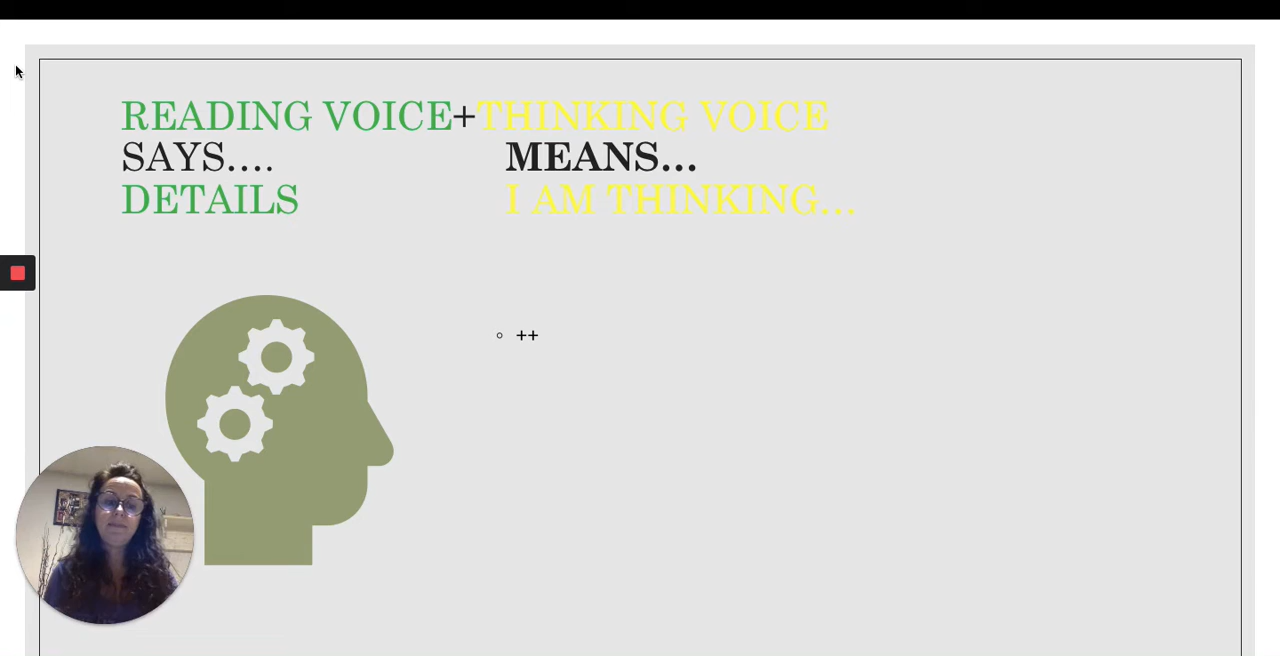 READING VOICE+THINKING VOICE
SAYS.... MEANS...
DETAILS I AM THINKING...
++